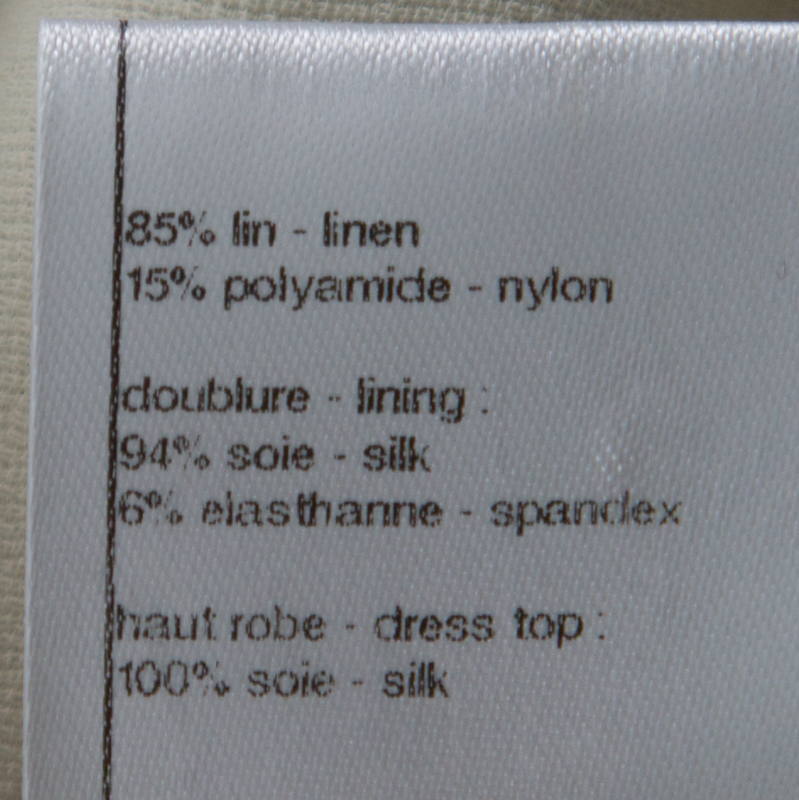 85% lin - linen
15% polyamide - nylon
doublure - lining :
94% soie - silk
6% elasthanne - spandex
haut robe - dress top :
100% soie - silk